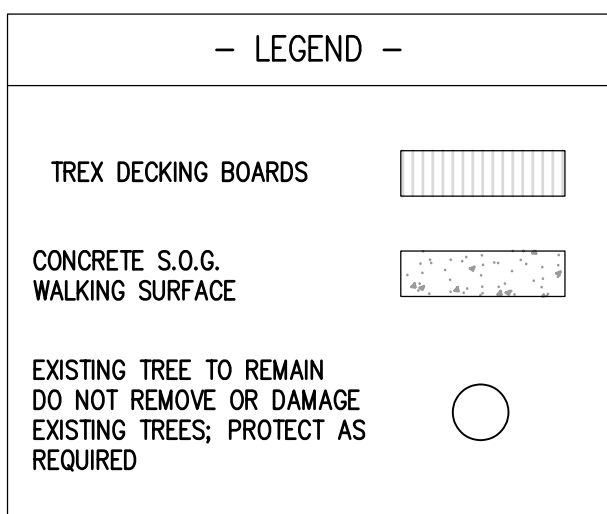 – LEGEND –
TREX DECKING BOARDS
CONCRETE S.O.G.
WALKING SURFACE
EXISTING TREE TO REMAIN
DO NOT REMOVE OR DAMAGE
EXISTING TREES; PROTECT AS
REQUIRED